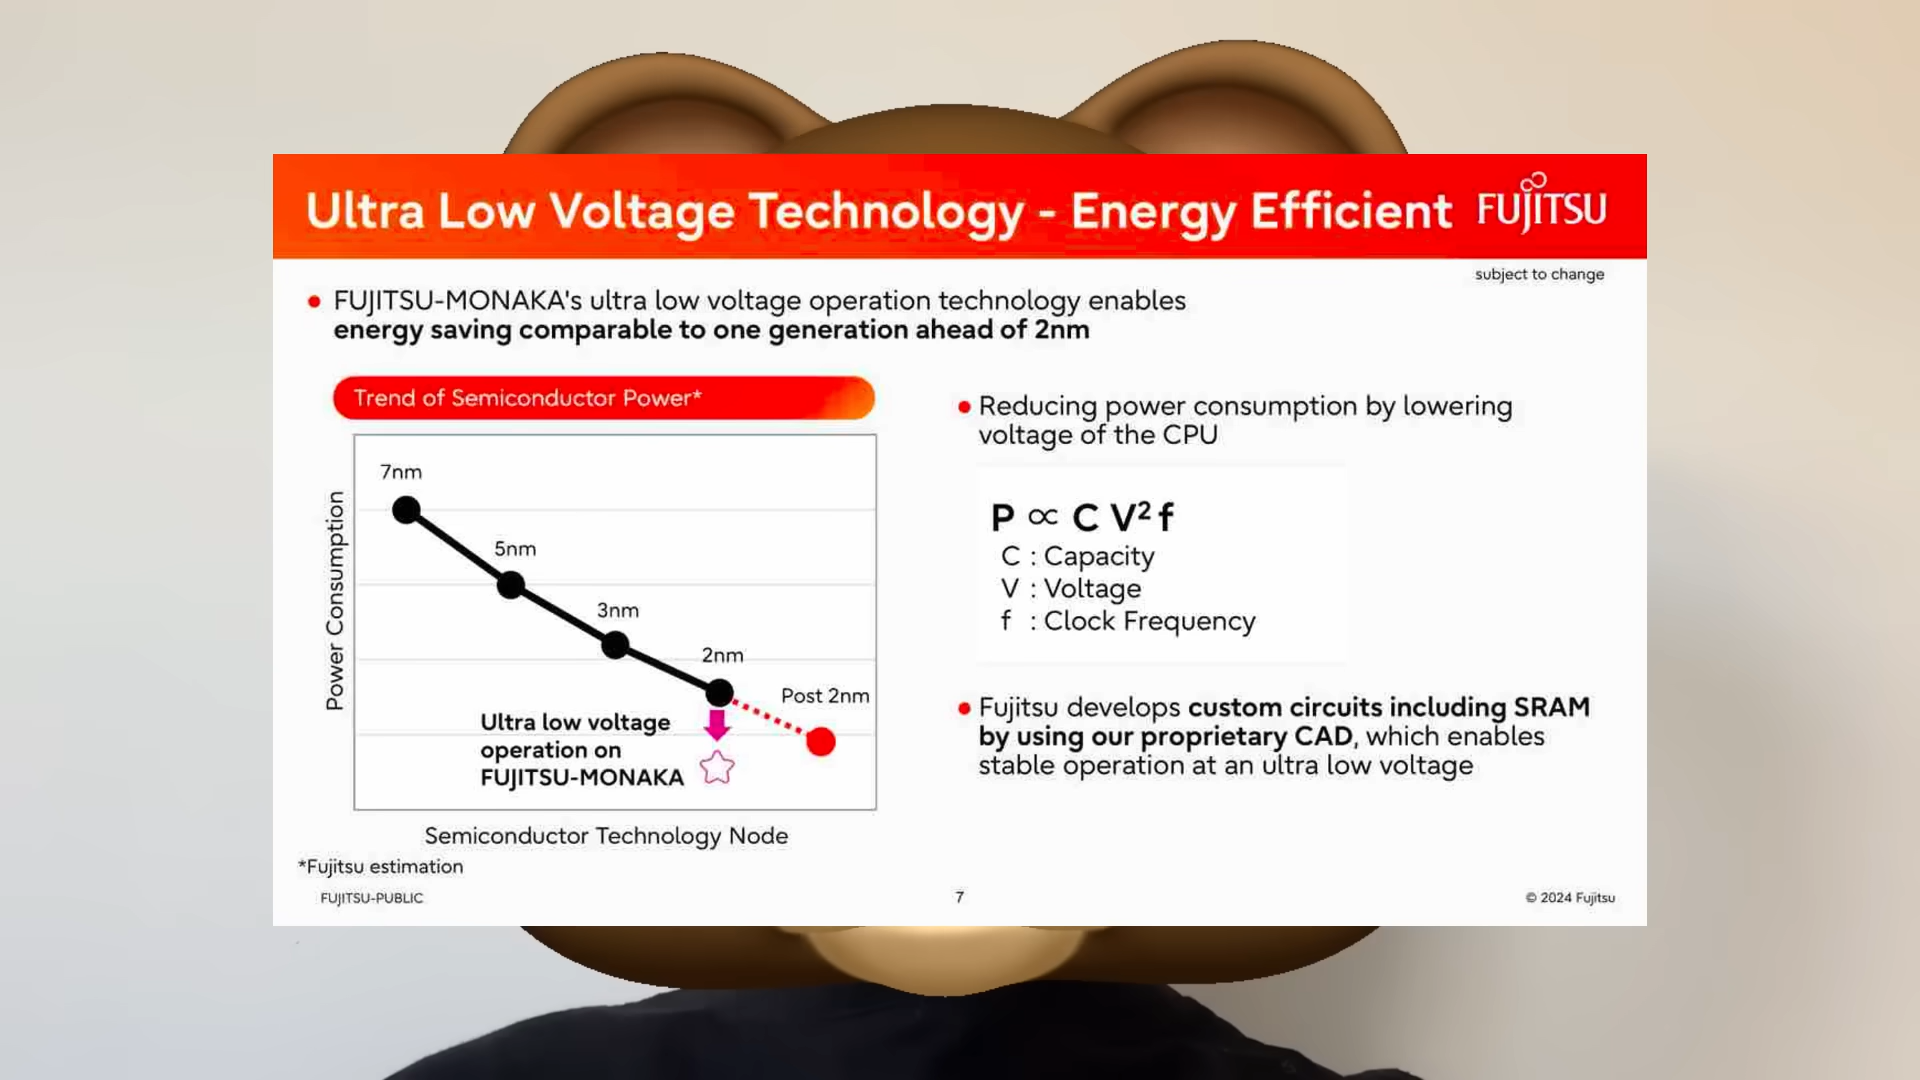 Ultra Low Voltage Technology - Energy Efficient
FUJITSU
subject to change
• FUJITSU-MONAKA's ultra low voltage operation technology enables
energy saving comparable to one generation ahead of 2nm
Trend of Semiconductor Power*
7nm
5nm
3nm
2nm
Post 2nm
Power Consumption
Ultra low voltage
operation on
FUJITSU-MONAKA
Semiconductor Technology Node
*Fujitsu estimation
• Reducing power consumption by lowering
voltage of the CPU
P ∝ C V² f
C : Capacity
V : Voltage
f : Clock Frequency
• Fujitsu develops custom circuits including SRAM
by using our proprietary CAD, which enables
stable operation at an ultra low voltage
FUJITSU-PUBLIC
7
© 2024 Fujitsu